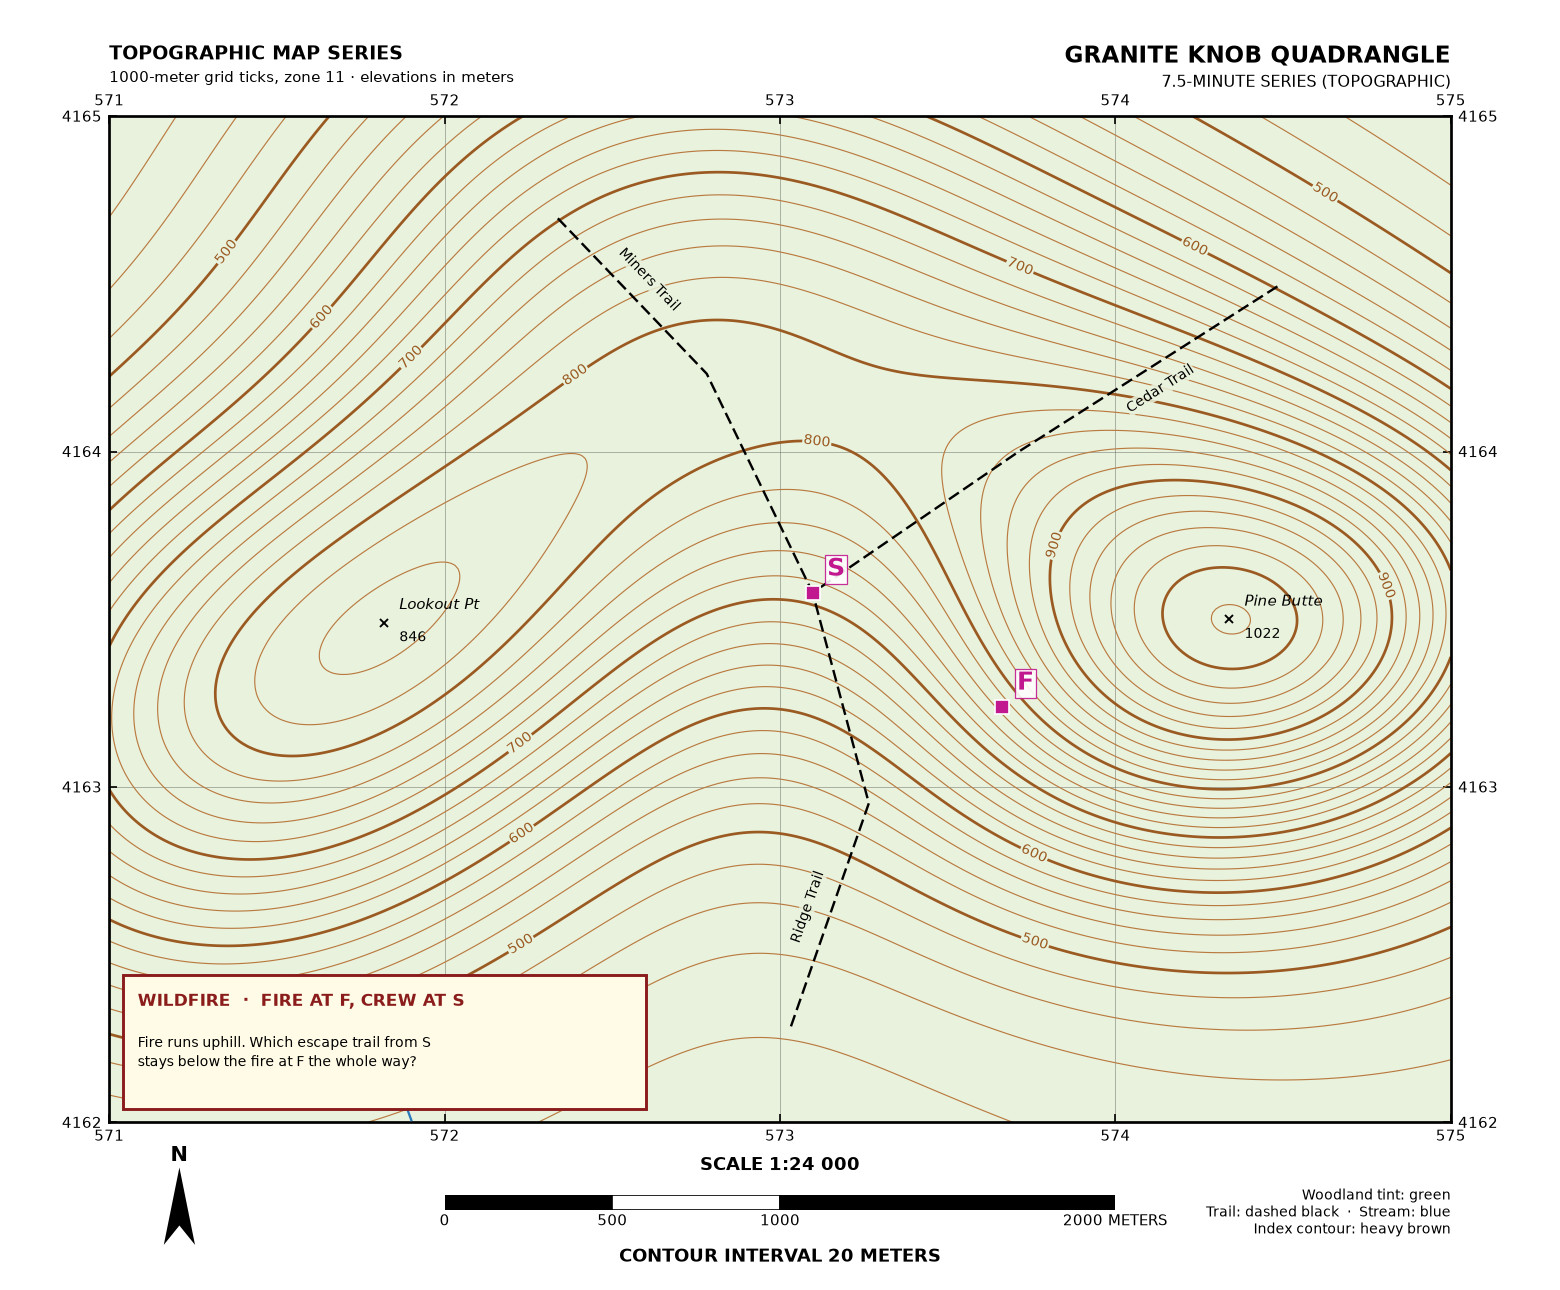 TOPOGRAPHIC MAP SERIES
1000-meter grid ticks, zone 11 · elevations in meters
GRANITE KNOB QUADRANGLE
7.5-MINUTE SERIES (TOPOGRAPHIC)
571 572 573 574 575
4165 4165
500
500
600
600
Miners Trail
700
700
800
Cedar Trail
800
4164 4164
900
S
900
Lookout Pt
846
Pine Butte
1022
F
700
4163 4163
600
600
Ridge Trail
500
500
WILDFIRE · FIRE AT F, CREW AT S
Fire runs uphill. Which escape trail from S
stays below the fire at F the whole way?
4162 4162
571 572 573 574 575
N
SCALE 1:24 000
0 500 1000 2000 METERS
CONTOUR INTERVAL 20 METERS
Woodland tint: green
Trail: dashed black · Stream: blue
Index contour: heavy brown